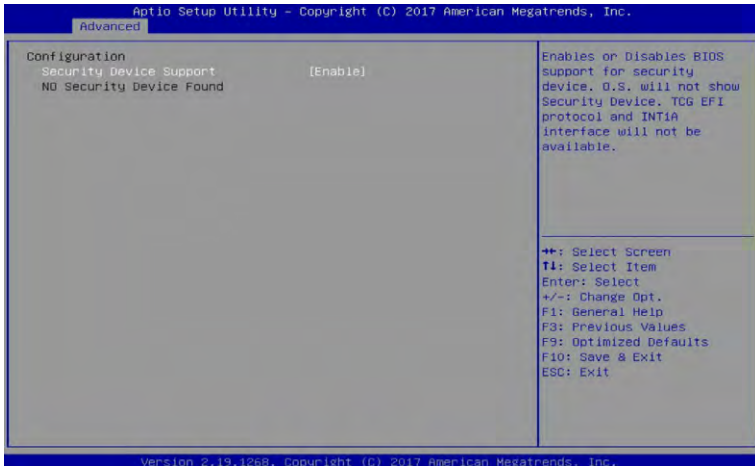 Aptio Setup Utility – Copyright (C) 2017 American Megatrends, Inc.
Advanced
Configuration
Security Device Support [Enable]
NO Security Device Found
Enables or Disables BIOS
support for security
device. O.S. will not show
Security Device. TCG EFI
protocol and INT1A
interface will not be
available.
→←: Select Screen
↑↓: Select Item
Enter: Select
+/-: Change Opt.
F1: General Help
F3: Previous Values
F9: Optimized Defaults
F10: Save & Exit
ESC: Exit
Version 2.19.1268. Copyright (C) 2017 American Megatrends, Inc.